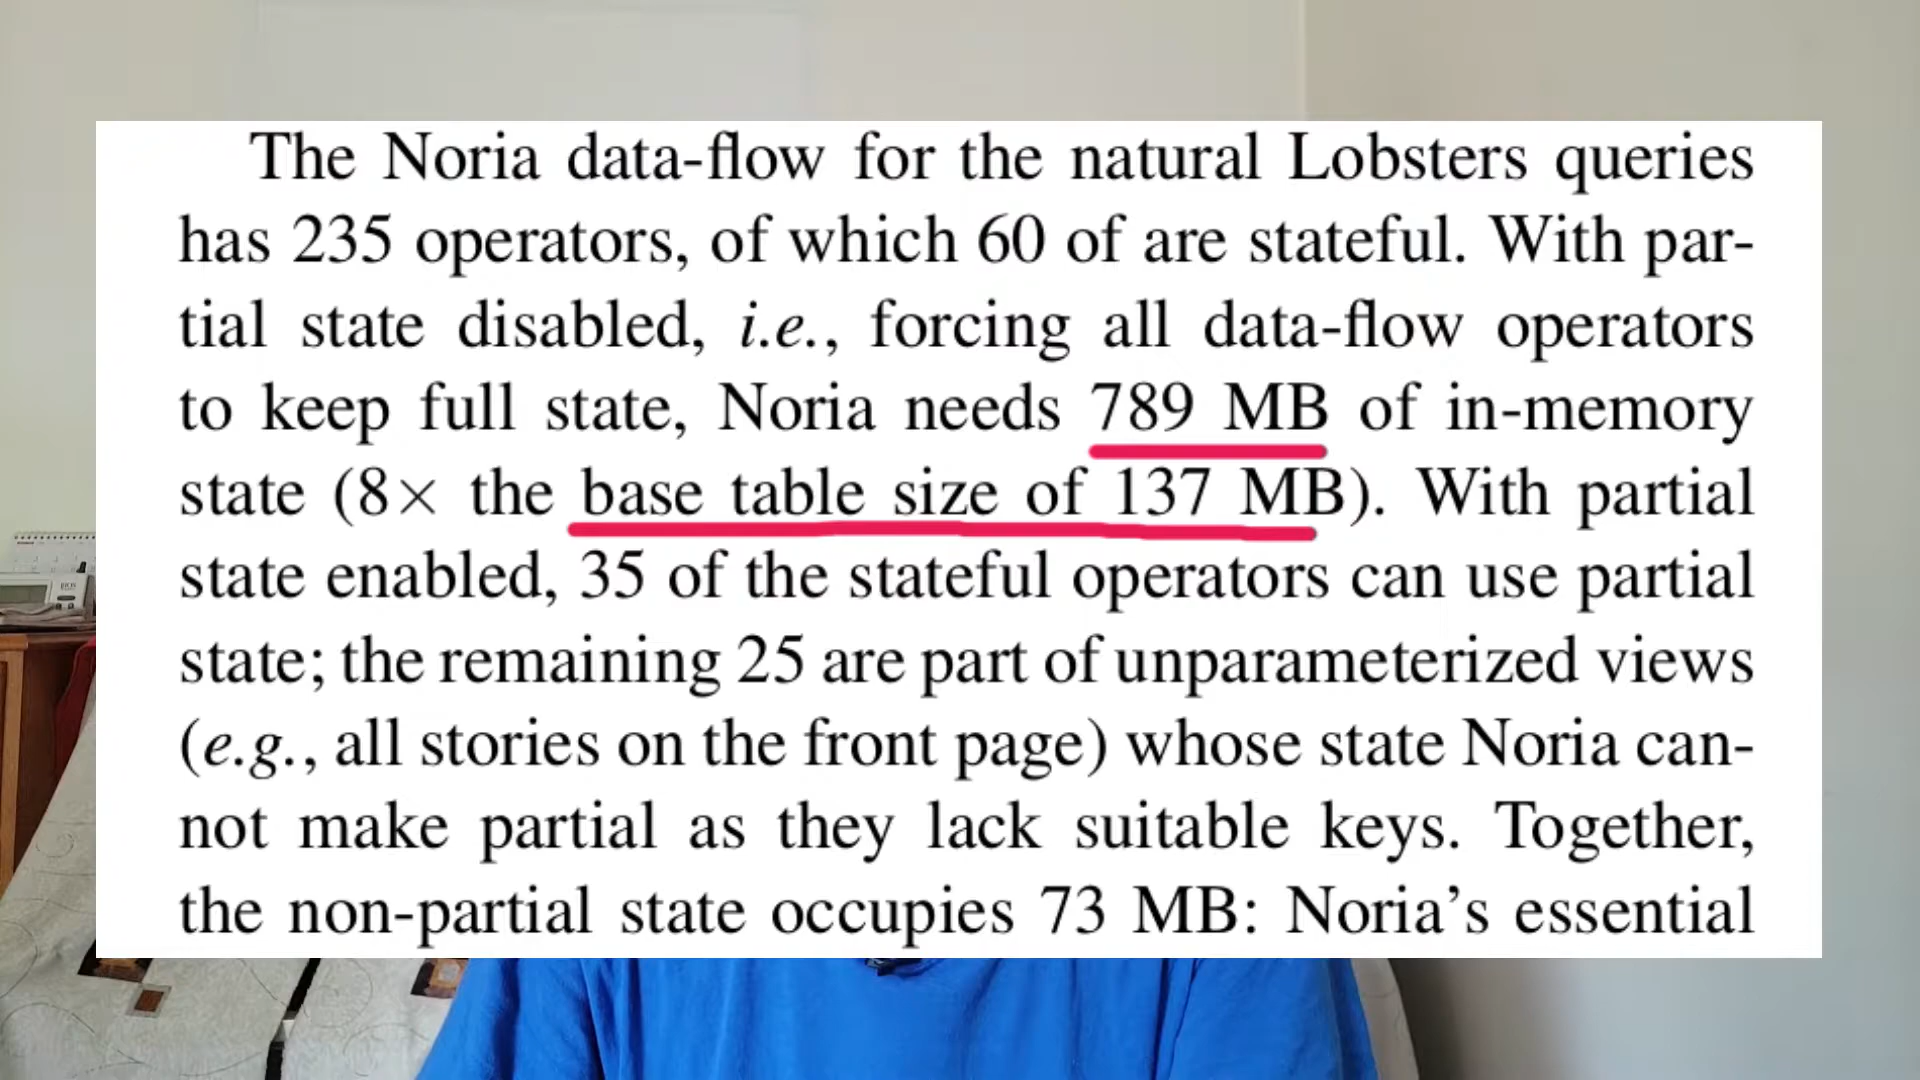 The Noria data-flow for the natural Lobsters queries
has 235 operators, of which 60 of are stateful. With par-
tial state disabled, i.e., forcing all data-flow operators
to keep full state, Noria needs 789 MB of in-memory
state (8× the base table size of 137 MB). With partial
state enabled, 35 of the stateful operators can use partial
state; the remaining 25 are part of unparameterized views
(e.g., all stories on the front page) whose state Noria can-
not make partial as they lack suitable keys. Together,
the non-partial state occupies 73 MB: Noria’s essential